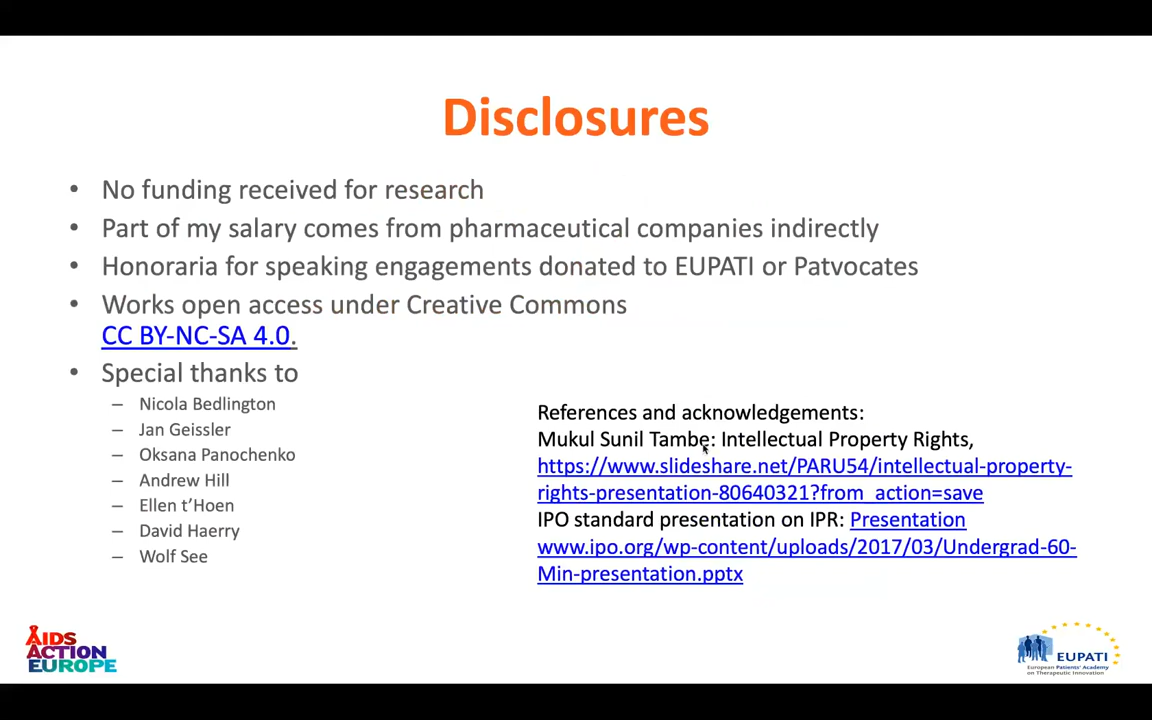 Disclosures
• No funding received for research
• Part of my salary comes from pharmaceutical companies indirectly
• Honoraria for speaking engagements donated to EUPATI or Patvocates
• Works open access under Creative Commons
CC BY-NC-SA 4.0.
• Special thanks to
– Nicola Bedlington
– Jan Geissler
– Oksana Panochenko
– Andrew Hill
– Ellen t’Hoen
– David Haerry
– Wolf See
References and acknowledgements:
Mukul Sunil Tambe: Intellectual Property Rights,
https://www.slideshare.net/PARU54/intellectual-property-
rights-presentation-80640321?from_action=save
IPO standard presentation on IPR: Presentation
www.ipo.org/wp-content/uploads/2017/03/Undergrad-60-
Min-presentation.pptx
AIDS
ACTION
EUROPE
EUPATI
European Patients' Academy
on Therapeutic Innovation